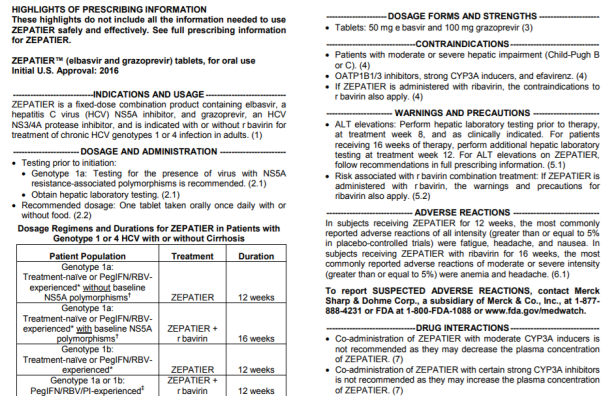 HIGHLIGHTS OF PRESCRIBING INFORMATION
These highlights do not include all the information needed to use
ZEPATIER safely and effectively. See full prescribing information
for ZEPATIER.
ZEPATIER™ (elbasvir and grazoprevir) tablets, for oral use
Initial U.S. Approval: 2016
----------------------------INDICATIONS AND USAGE----------------------------
ZEPATIER is a fixed-dose combination product containing elbasvir, a
hepatitis C virus (HCV) NS5A inhibitor, and grazoprevir, an HCV
NS3/4A protease inhibitor, and is indicated with or without r bavirin for
treatment of chronic HCV genotypes 1 or 4 infection in adults. (1)
----------------------- DOSAGE AND ADMINISTRATION -----------------------
• Testing prior to initiation:
• Genotype 1a: Testing for the presence of virus with NS5A
resistance-associated polymorphisms is recommended. (2.1)
• Obtain hepatic laboratory testing. (2.1)
• Recommended dosage: One tablet taken orally once daily with or
without food. (2.2)
Dosage Regimens and Durations for ZEPATIER in Patients with
Genotype 1 or 4 HCV with or without Cirrhosis
Patient Population Treatment Duration
Genotype 1a:
Treatment-naïve or PegIFN/RBV-
experienced* without baseline
NS5A polymorphisms† ZEPATIER 12 weeks
Genotype 1a:
Treatment-naïve or PegIFN/RBV-
experienced* with baseline NS5A ZEPATIER +
polymorphisms† r bavirin 16 weeks
Genotype 1b:
Treatment-naïve or PegIFN/RBV-
experienced* ZEPATIER 12 weeks
Genotype 1a or 1b: ZEPATIER +
PegIFN/RBV/PI-experienced‡ r bavirin 12 weeks
--------------------- DOSAGE FORMS AND STRENGTHS ---------------------
• Tablets: 50 mg e basvir and 100 mg grazoprevir (3)
-------------------------------CONTRAINDICATIONS-------------------------------
• Patients with moderate or severe hepatic impairment (Child-Pugh B
or C). (4)
• OATP1B1/3 inhibitors, strong CYP3A inducers, and efavirenz. (4)
• If ZEPATIER is administered with ribavirin, the contraindications to
r bavirin also apply. (4)
----------------------- WARNINGS AND PRECAUTIONS -----------------------
• ALT elevations: Perform hepatic laboratory testing prior to therapy,
at treatment week 8, and as clinically indicated. For patients
receiving 16 weeks of therapy, perform additional hepatic laboratory
testing at treatment week 12. For ALT elevations on ZEPATIER,
follow recommendations in full prescribing information. (5.1)
• Risk associated with r bavirin combination treatment: If ZEPATIER is
administered with r bavirin, the warnings and precautions for
ribavirin also apply. (5.2)
------------------------------ ADVERSE REACTIONS ------------------------------
In subjects receiving ZEPATIER for 12 weeks, the most commonly
reported adverse reactions of all intensity (greater than or equal to 5%
in placebo-controlled trials) were fatigue, headache, and nausea. In
subjects receiving ZEPATIER with ribavirin for 16 weeks, the most
commonly reported adverse reactions of moderate or severe intensity
(greater than or equal to 5%) were anemia and headache. (6.1)
To report SUSPECTED ADVERSE REACTIONS, contact Merck
Sharp & Dohme Corp., a subsidiary of Merck & Co., Inc., at 1-877-
888-4231 or FDA at 1-800-FDA-1088 or www.fda.gov/medwatch.
-------------------------------DRUG INTERACTIONS-------------------------------
• Co-administration of ZEPATIER with moderate CYP3A inducers is
not recommended as they may decrease the plasma concentration
of ZEPATIER. (7)
• Co-administration of ZEPATIER with certain strong CYP3A inhibitors
is not recommended as they may increase the plasma concentration
of ZEPATIER. (7)